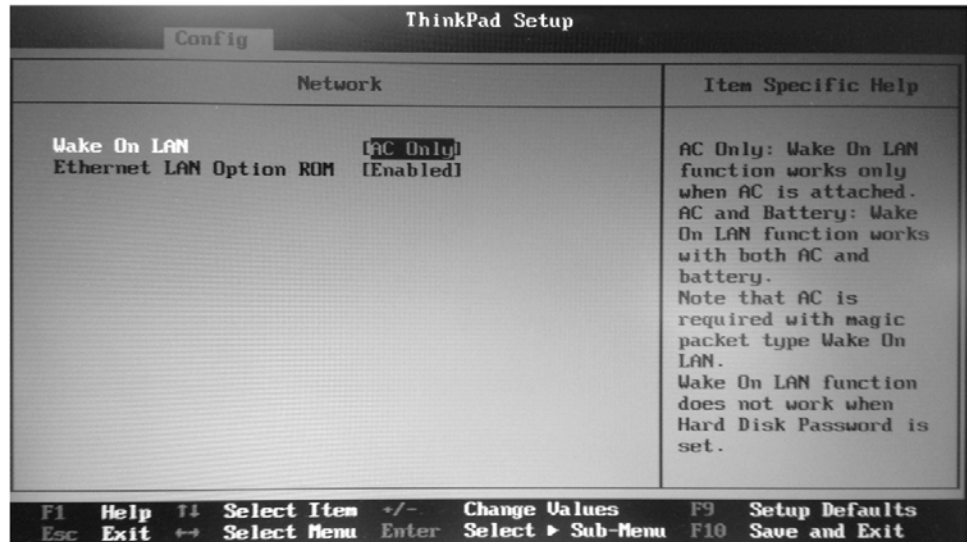 ThinkPad Setup
Config
Network
Item Specific Help
Wake On LAN [AC Only]
Ethernet LAN Option ROM [Enabled]
AC Only: Wake On LAN
function works only
when AC is attached.
AC and Battery: Wake
On LAN function works
with both AC and
battery.
Note that AC is
required with magic
packet type Wake On
LAN.
Wake On LAN function
does not work when
Hard Disk Password is
set.
F1 Help ↑↓ Select Item +/- Change Values F9 Setup Defaults
Esc Exit ↔ Select Menu Enter Select ▶ Sub-Menu F10 Save and Exit